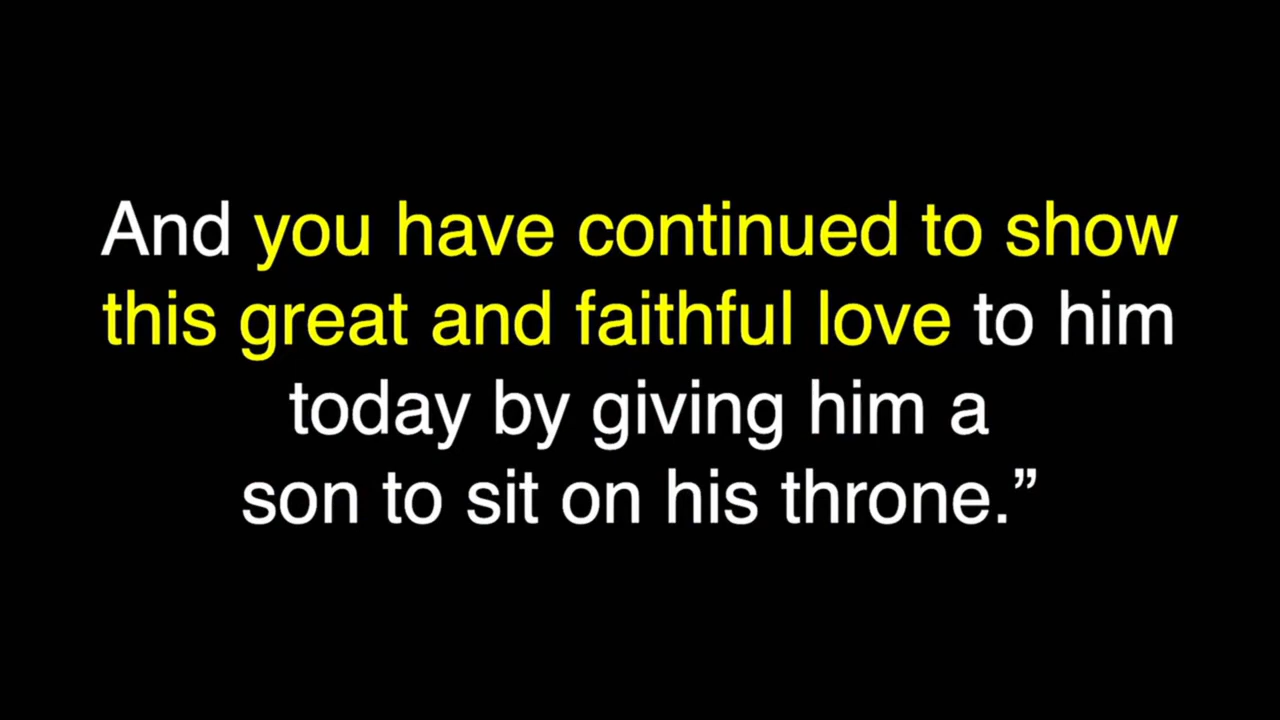 And you have continued to show
this great and faithful love to him
today by giving him a
son to sit on his throne.”